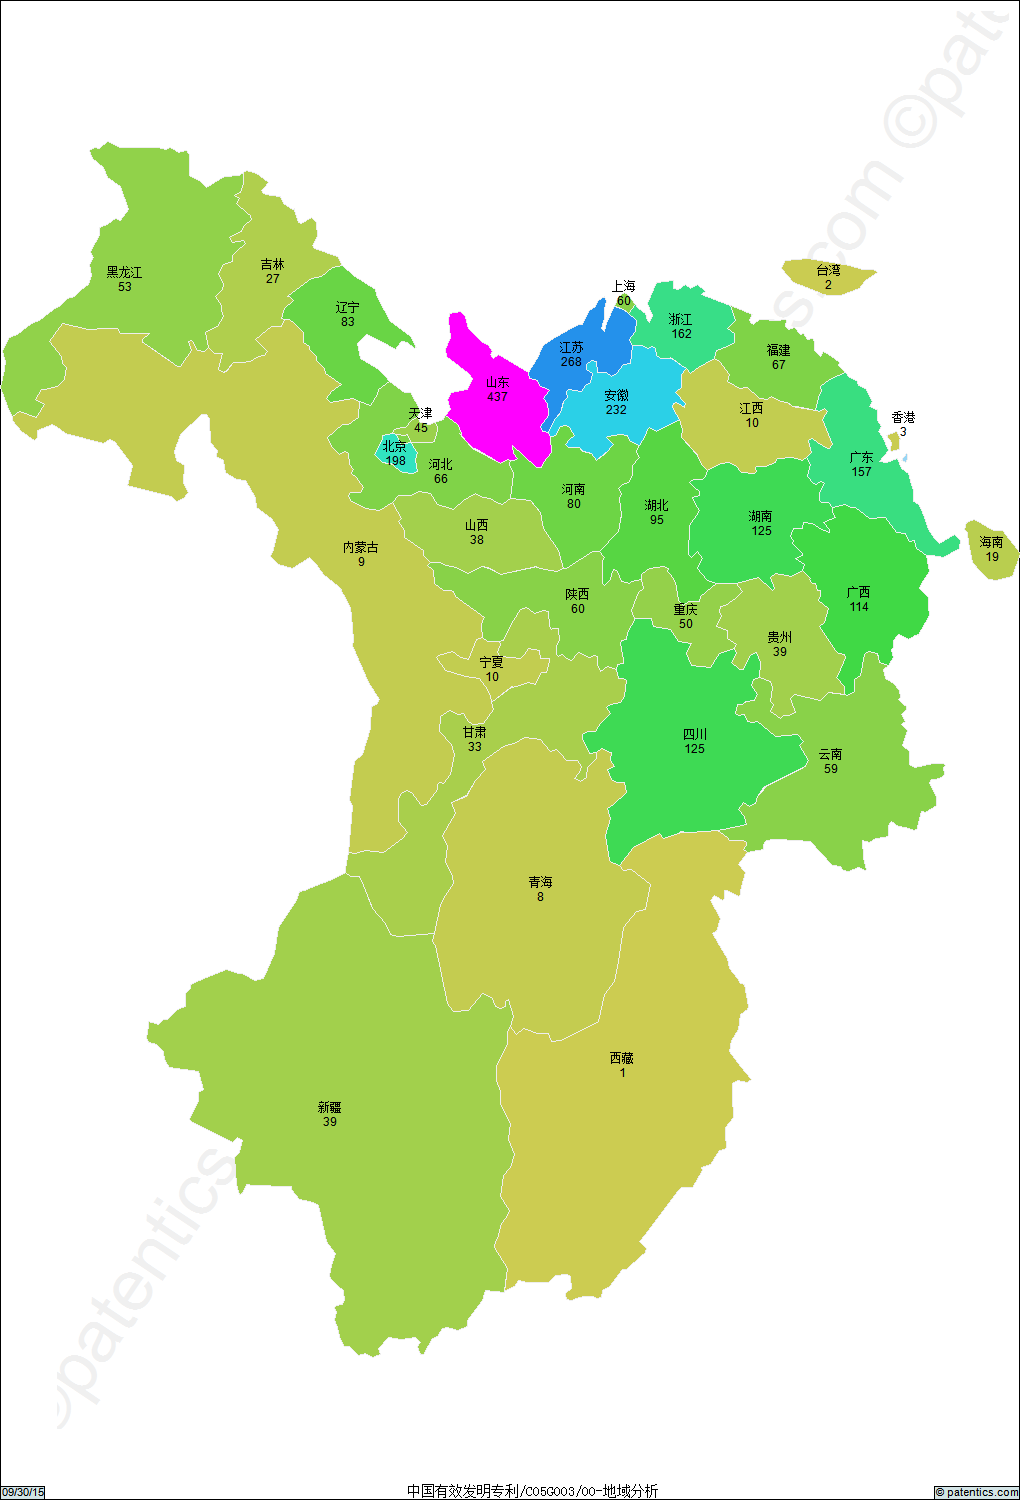 ©patentics.com ©patentics.com
黑龙江
53
吉林
27
辽宁
83
台湾
2
上海
60
浙江
162
江苏
268
福建
67
山东
437
安徽
232
江西
10
天津
45
香港
3
北京
198
河北
66
广东
157
河南
80
湖北
95
湖南
125
山西
38
内蒙古
9
海南
19
陕西
60
重庆
50
广西
114
贵州
39
宁夏
10
甘肃
33
四川
125
云南
59
青海
8
西藏
1
新疆
39
09/30/15
中国有效发明专利/C05G003/00-地域分析
© patentics.com